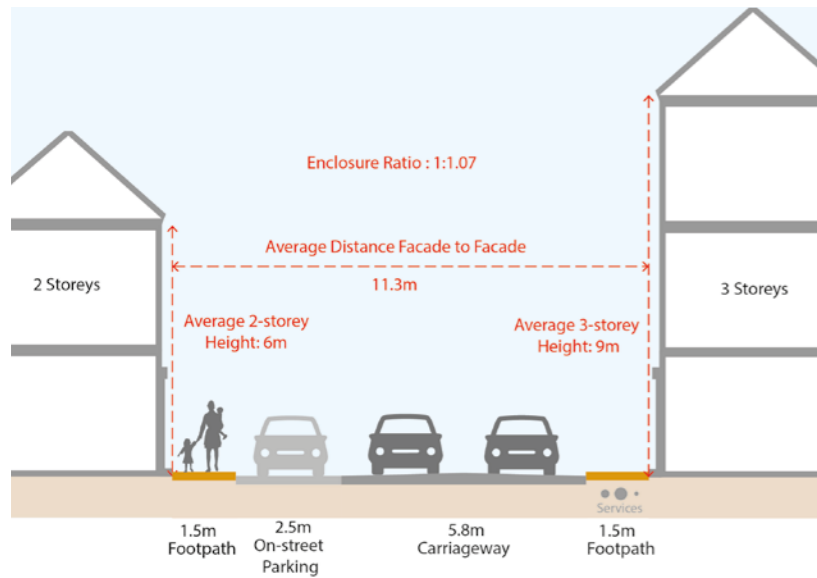 Enclosure Ratio : 1:1.07
Average Distance Facade to Facade
11.3m
2 Storeys
3 Storeys
Average 2-storey
Height: 6m
Average 3-storey
Height: 9m
Services
1.5m
Footpath
2.5m
On-street
Parking
5.8m
Carriageway
1.5m
Footpath